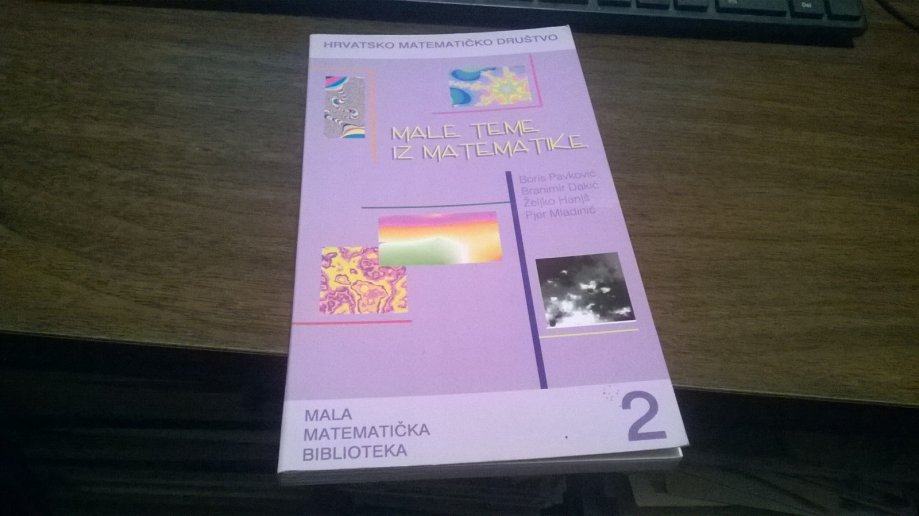 HRVATSKO MATEMATIČKO DRUŠTVO
MALE TEME
IZ MATEMATIKE
Boris Pavković
Branimir Dakić
Željko Hanjš
Pjer Mladinić
MALA
MATEMATIČKA
BIBLIOTEKA
2